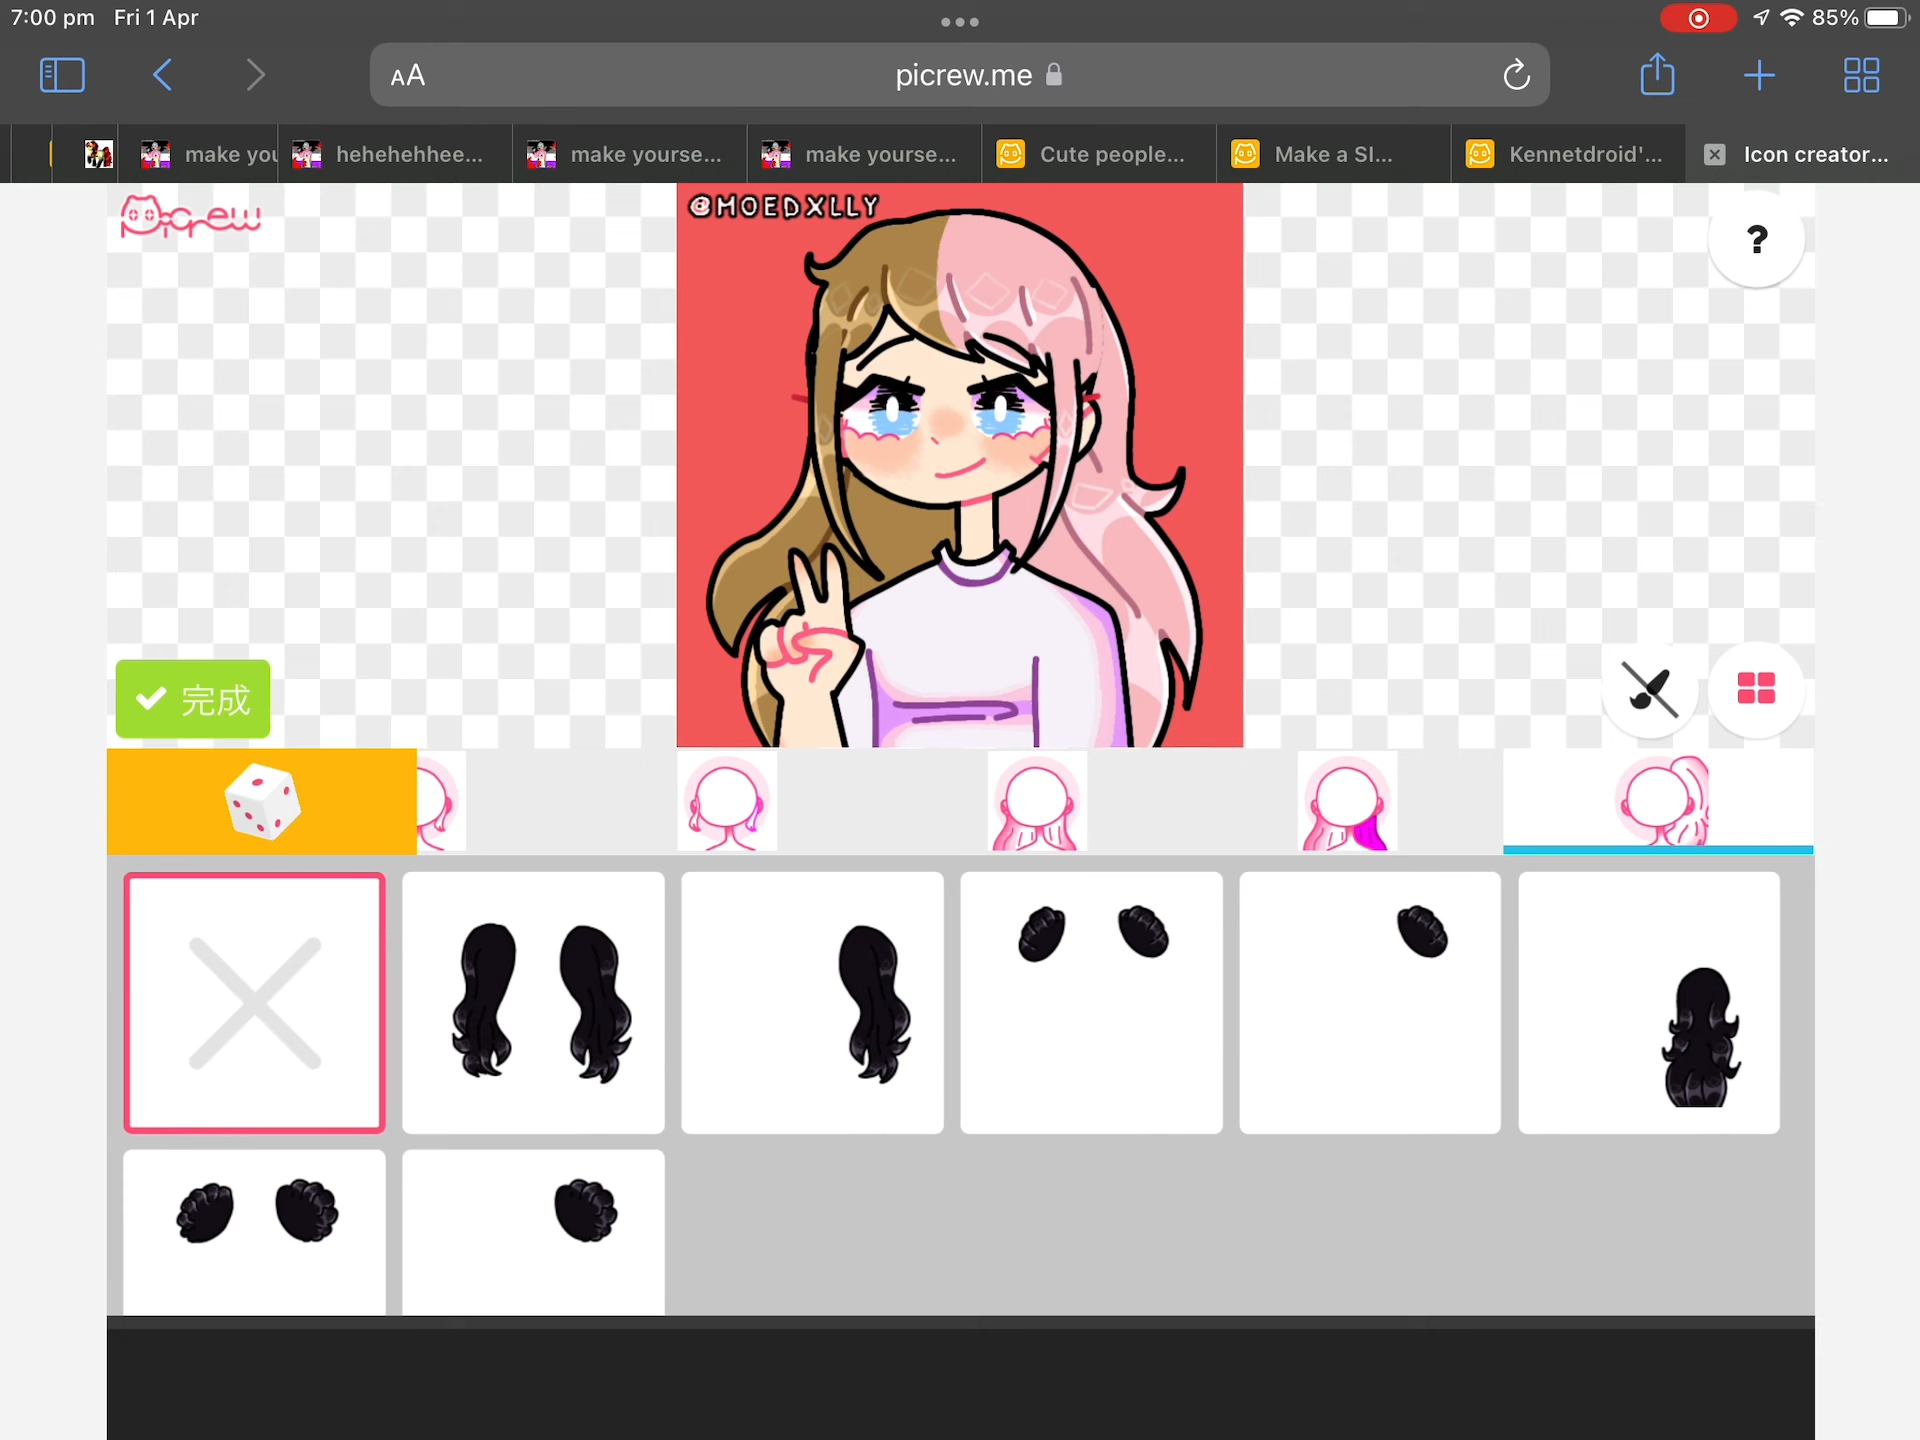 7:00 pm Fri 1 Apr
85%
AA
picrew.me
make you
hehehehhee...
make yourse...
make yourse...
Cute people...
Make a Sl...
Kennetdroid'...
Icon creator...
Picrew
@MOEDXLLY
?
完成